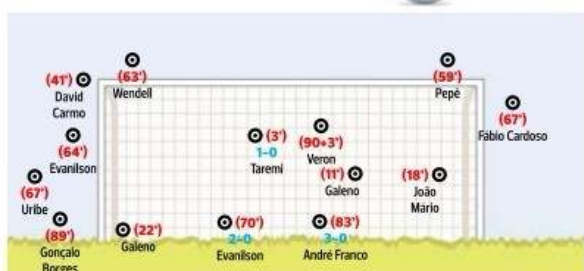 (63')
Wendell
(59')
Pepê
(41')
David
Carmo
(67')
Fábio Cardoso
(64')
Evanilson
(3')
1-0
Taremi
(90+3')
Veron
(11')
Galeno
(18')
João
Mário
(67')
Uribe
(89')
Gonçalo
Borges
(22')
Galeno
(70')
2-0
Evanilson
(83')
3-0
André Franco